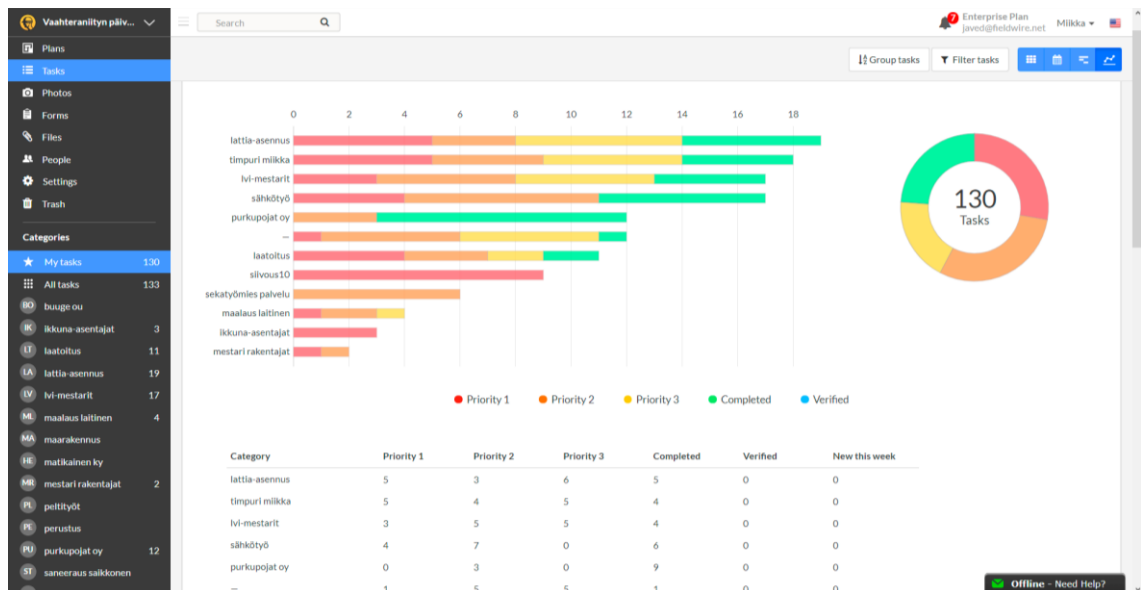 Vaahteraniityn päiv...
Search
7
Enterprise Plan
javed@fieldwire.net
Miikka
Plans
Tasks
Photos
Forms
Files
People
Settings
Trash
Group tasks
Filter tasks
Categories
My tasks 130
All tasks 133
BO buuge ou
IK ikkuna-asentajat 3
LT laatoitus 11
LA lattia-asennus 19
LV lvi-mestarit 17
ML maalaus laitinen 4
MA maarakennus
HE matikainen ky
MR mestari rakentajat 2
PL peltityöt
PE perustus
PU purkupojat oy 12
ST saneeraus saikkonen
0 2 4 6 8 10 12 14 16 18
lattia-asennus
timpuri miikka
lvi-mestarit
sähkötyö
purkupojat oy
—
laatoitus
siivous10
sekatyömies palvelu
maalaus laitinen
ikkuna-asentajat
mestari rakentajat
130
Tasks
Priority 1 Priority 2 Priority 3 Completed Verified
Category Priority 1 Priority 2 Priority 3 Completed Verified New this week
lattia-asennus 5 3 6 5 0 0
timpuri miikka 5 4 5 4 0 0
lvi-mestarit 3 5 5 4 0 0
sähkötyö 4 7 0 6 0 0
purkupojat oy 0 3 0 9 0 0
— 1 5 5 1 0 0
Offline - Need Help?